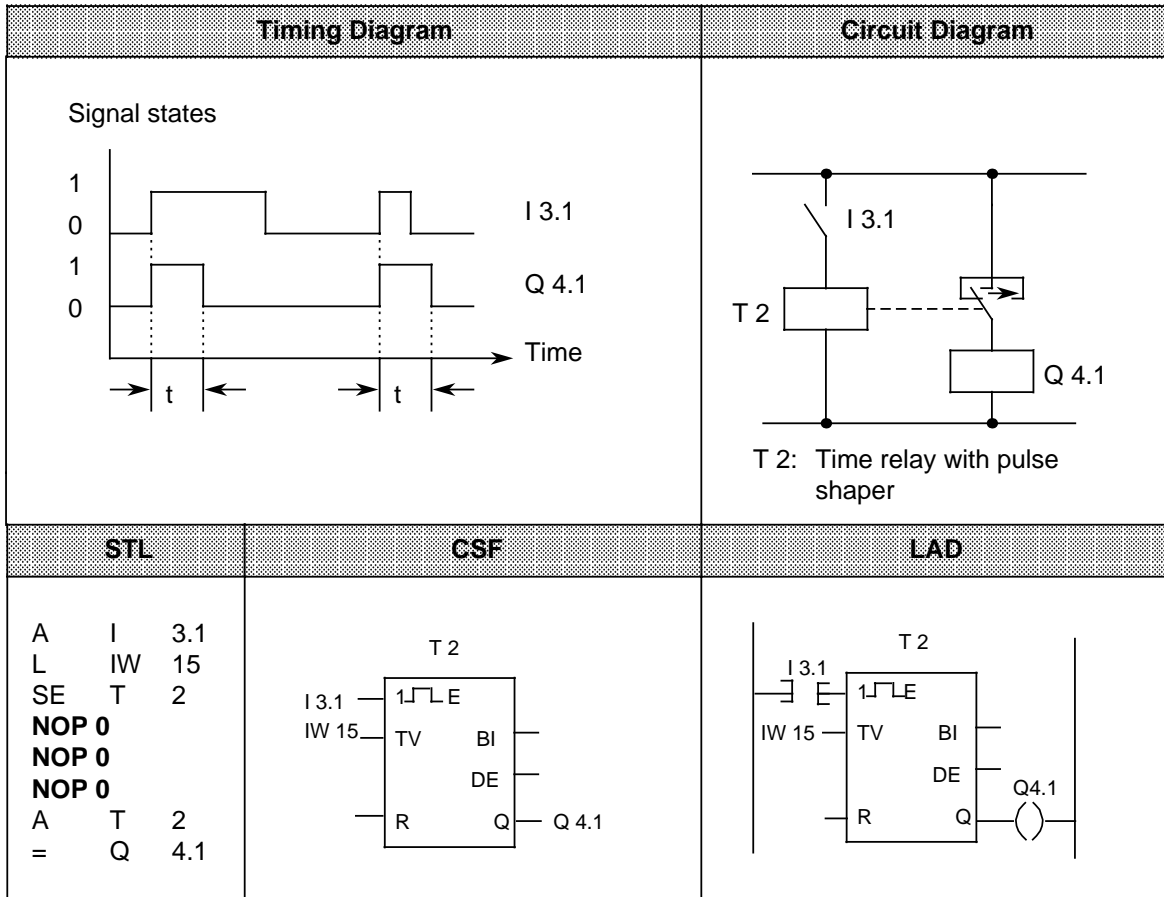 Timing Diagram
Circuit Diagram
Signal states
1
0
I 3.1
1
0
Q 4.1
Time
t
t
I 3.1
T 2
Q 4.1
T 2: Time relay with pulse
shaper
STL
CSF
LAD
A I 3.1
L IW 15
SE T 2
NOP 0
NOP 0
NOP 0
A T 2
= Q 4.1
T 2
I 3.1
1 E
IW 15
TV BI
DE
R Q
Q 4.1
T 2
I 3.1
1 E
IW 15
TV BI
DE
Q4.1
R Q